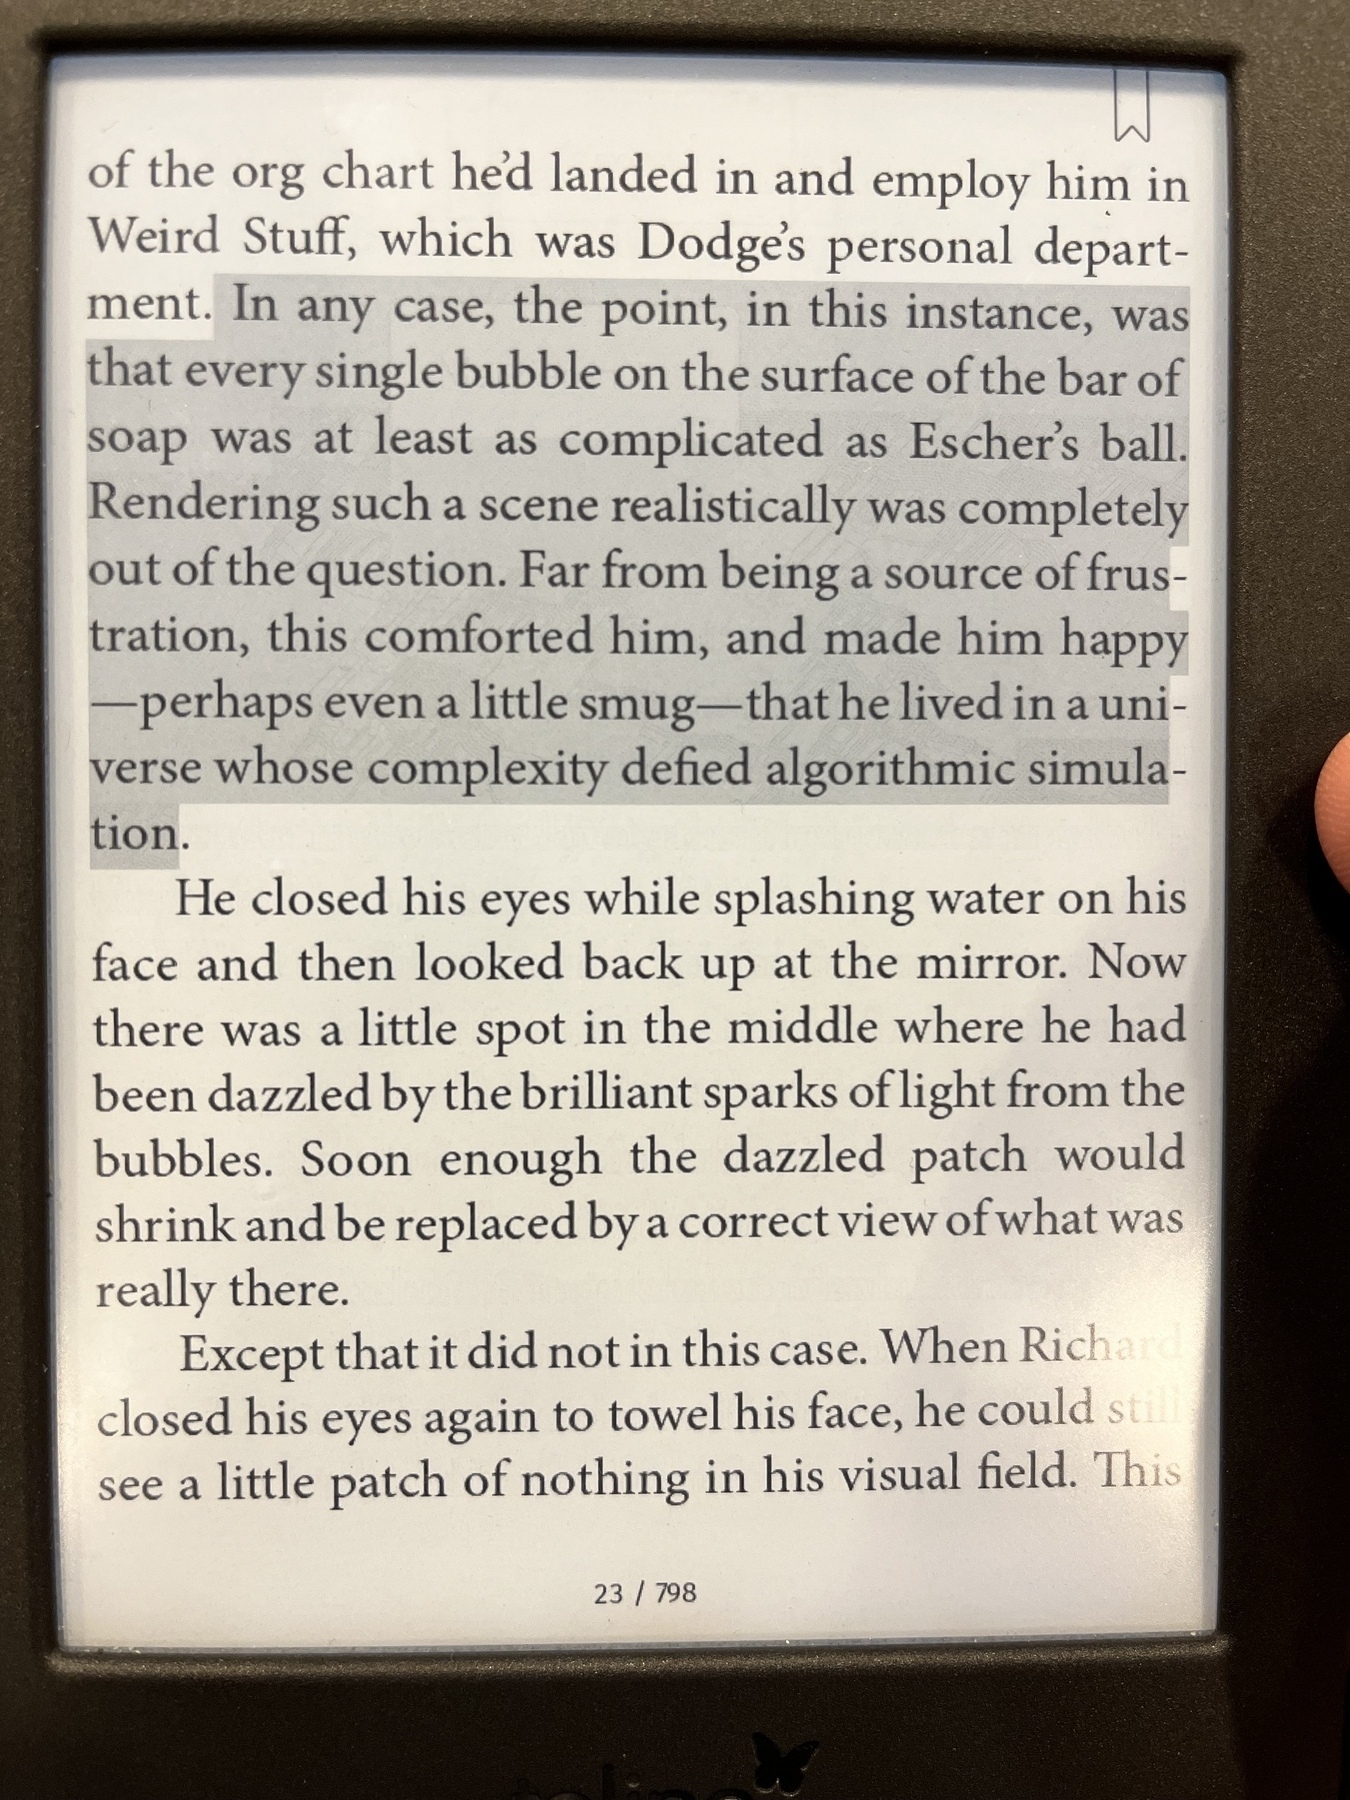 of the org chart he’d landed in and employ him in
Weird Stuff, which was Dodge’s personal depart-
ment. In any case, the point, in this instance, was
that every single bubble on the surface of the bar of
soap was at least as complicated as Escher’s ball.
Rendering such a scene realistically was completely
out of the question. Far from being a source of frus-
tration, this comforted him, and made him happy
—perhaps even a little smug—that he lived in a uni-
verse whose complexity defied algorithmic simula-
tion.
He closed his eyes while splashing water on his
face and then looked back up at the mirror. Now
there was a little spot in the middle where he had
been dazzled by the brilliant sparks of light from the
bubbles. Soon enough the dazzled patch would
shrink and be replaced by a correct view of what was
really there.
Except that it did not in this case. When Richard
closed his eyes again to towel his face, he could still
see a little patch of nothing in his visual field. This
23 / 798
tolino